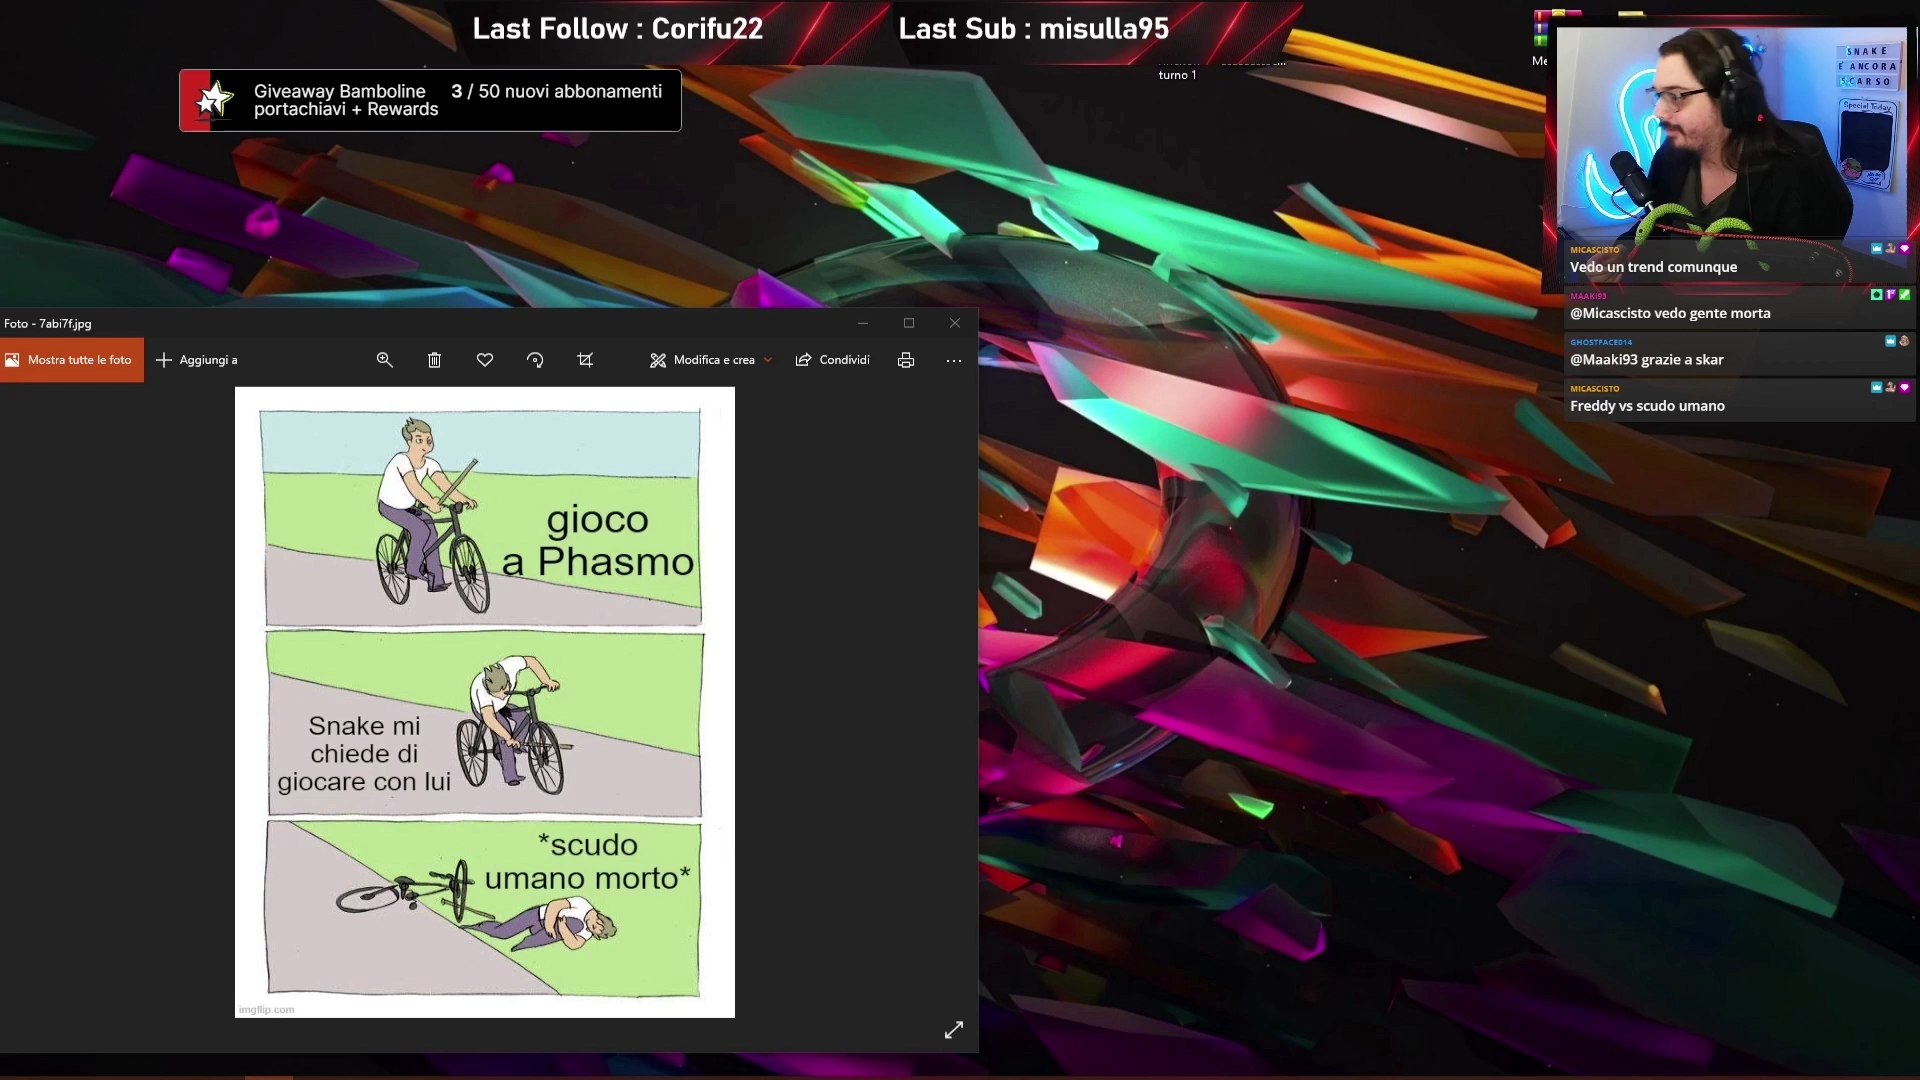 Last Follow : Corifu22
Last Sub : misulla95
Giveaway Bamboline
portachiavi + Rewards
3 / 50 nuovi abbonamenti
turno 1
Me
SNAKE
E ANCORA
SCARSO
Special Today
MICASCISTO
Vedo un trend comunque
MAAKI93
@Micascisto vedo gente morta
GHOSTFACE014
@Maaki93 grazie a skar
MICASCISTO
Freddy vs scudo umano
Foto - 7abi7f.jpg
Mostra tutte le foto
Aggiungi a
Modifica e crea
Condividi
gioco
a Phasmo
Snake mi
chiede di
giocare con lui
*scudo
umano morto*
imgflip.com